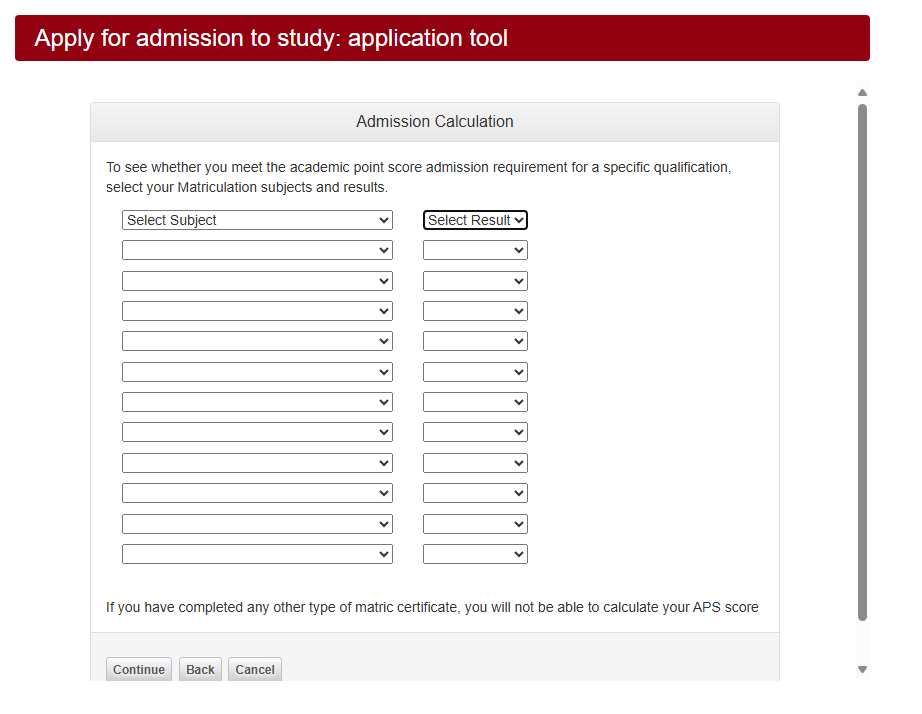 Apply for admission to study: application tool
Admission Calculation
To see whether you meet the academic point score admission requirement for a specific qualification,
select your Matriculation subjects and results.
Select Subject Select Result
If you have completed any other type of matric certificate, you will not be able to calculate your APS score
Continue Back Cancel